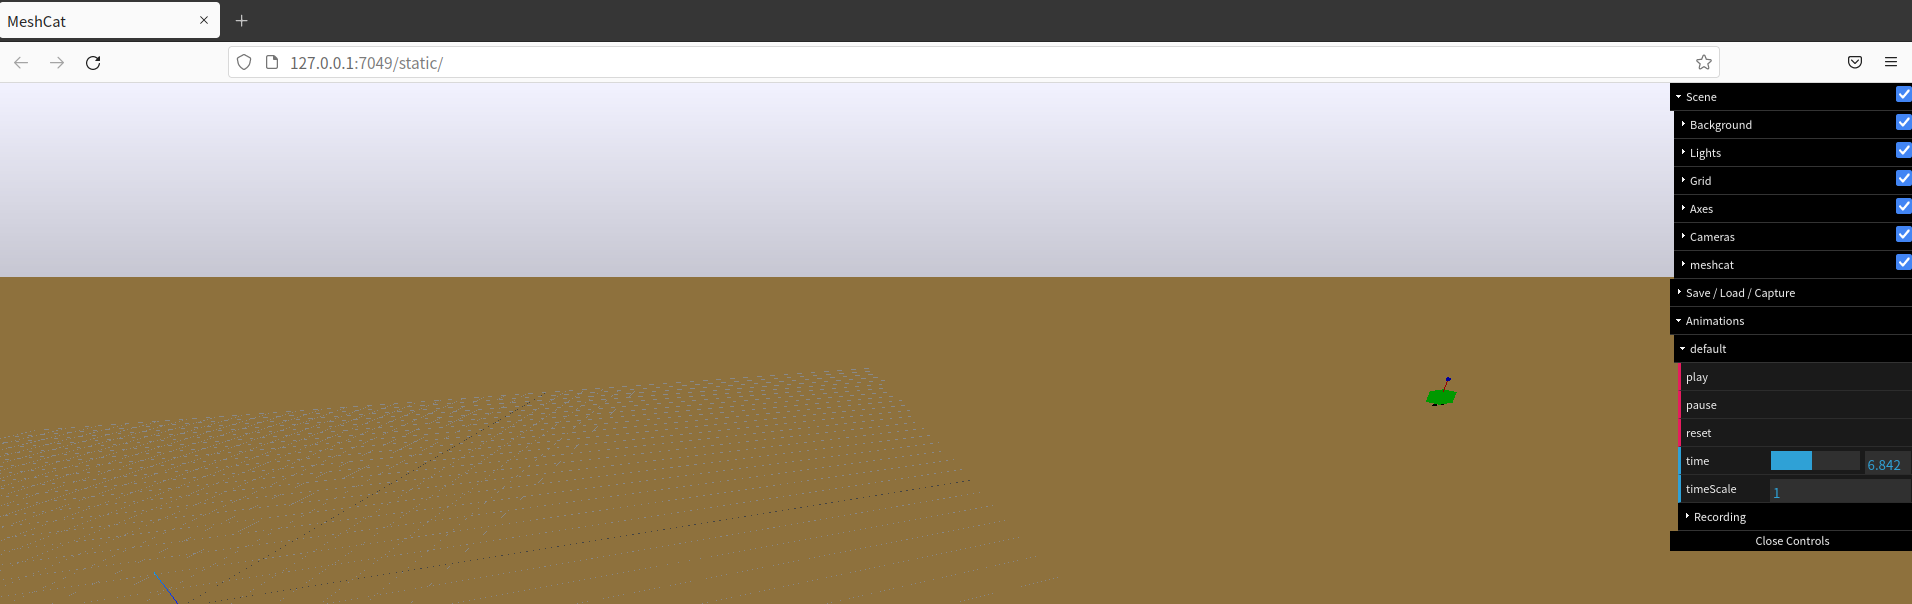 MeshCat
127.0.0.1:7049/static/
Scene
Background
Lights
Grid
Axes
Cameras
meshcat
Save / Load / Capture
Animations
default
play
pause
reset
time 6.842
timeScale 1
Recording
Close Controls